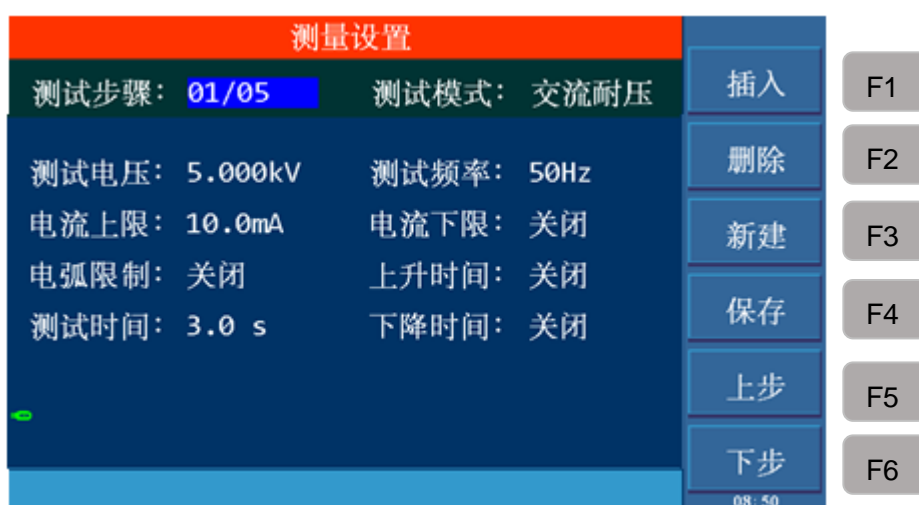 测量设置
测试步骤: 01/05 测试模式: 交流耐压
测试电压: 5.000kV 测试频率: 50Hz
电流上限: 10.0mA 电流下限: 关闭
电弧限制: 关闭 上升时间: 关闭
测试时间: 3.0 s 下降时间: 关闭
插入 F1
删除 F2
新建 F3
保存 F4
上步 F5
下步 F6
08:50